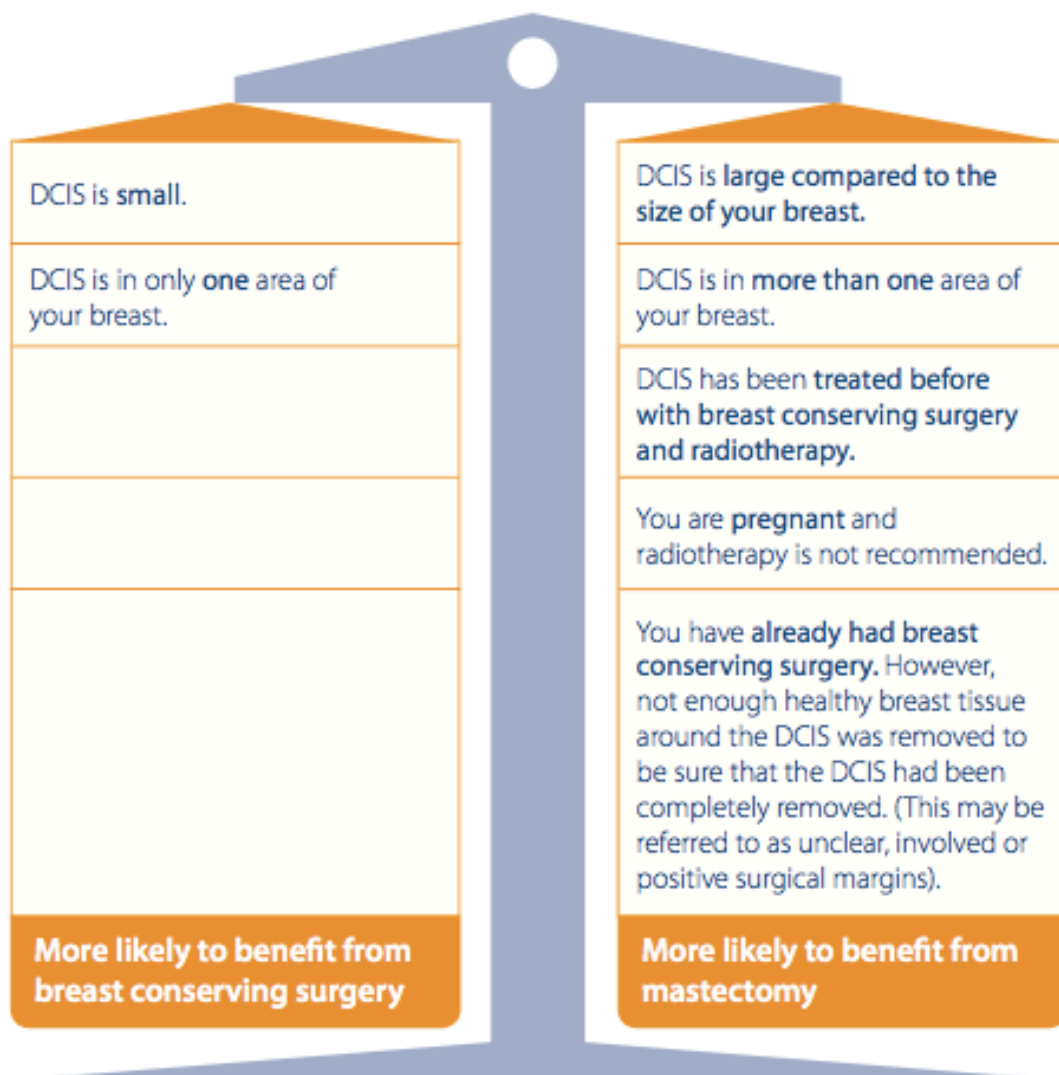 DCIS is small.
DCIS is in only one area of
your breast.
More likely to benefit from
breast conserving surgery
DCIS is large compared to the
size of your breast.
DCIS is in more than one area of
your breast.
DCIS has been treated before
with breast conserving surgery
and radiotherapy.
You are pregnant and
radiotherapy is not recommended.
You have already had breast
conserving surgery. However,
not enough healthy breast tissue
around the DCIS was removed to
be sure that the DCIS had been
completely removed. (This may be
referred to as unclear, involved or
positive surgical margins).
More likely to benefit from
mastectomy